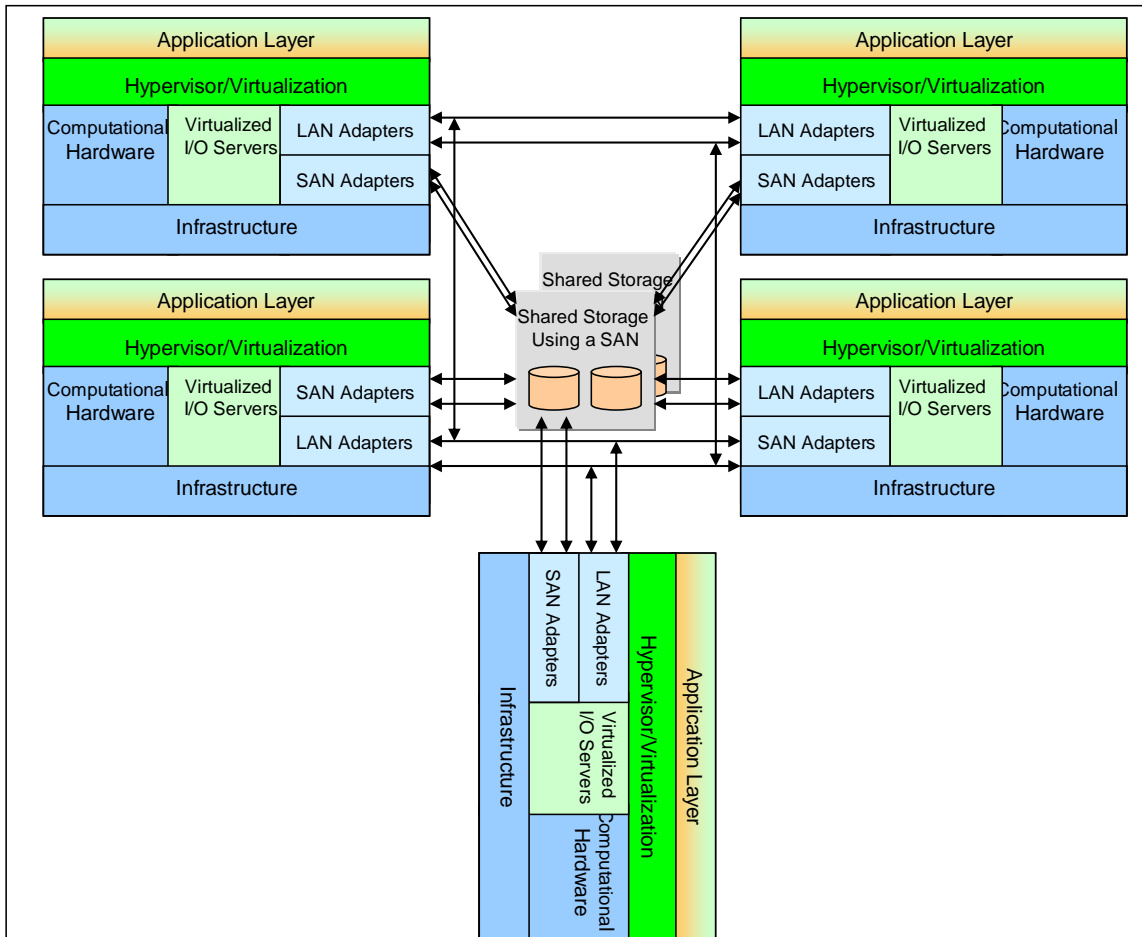 Application Layer
Hypervisor/Virtualization
Computational
Hardware
Virtualized
I/O Servers
LAN Adapters
SAN Adapters
Infrastructure
Application Layer
Hypervisor/Virtualization
LAN Adapters
SAN Adapters
Virtualized
I/O Servers
Computational
Hardware
Infrastructure
Shared Storage
Shared Storage
Using a SAN
Application Layer
Hypervisor/Virtualization
Computational
Hardware
Virtualized
I/O Servers
SAN Adapters
LAN Adapters
Infrastructure
Application Layer
Hypervisor/Virtualization
LAN Adapters
SAN Adapters
Virtualized
I/O Servers
Computational
Hardware
Infrastructure
Application Layer
Hypervisor/Virtualization
LAN Adapters
SAN Adapters
Virtualized
I/O Servers
Computational
Hardware
Infrastructure